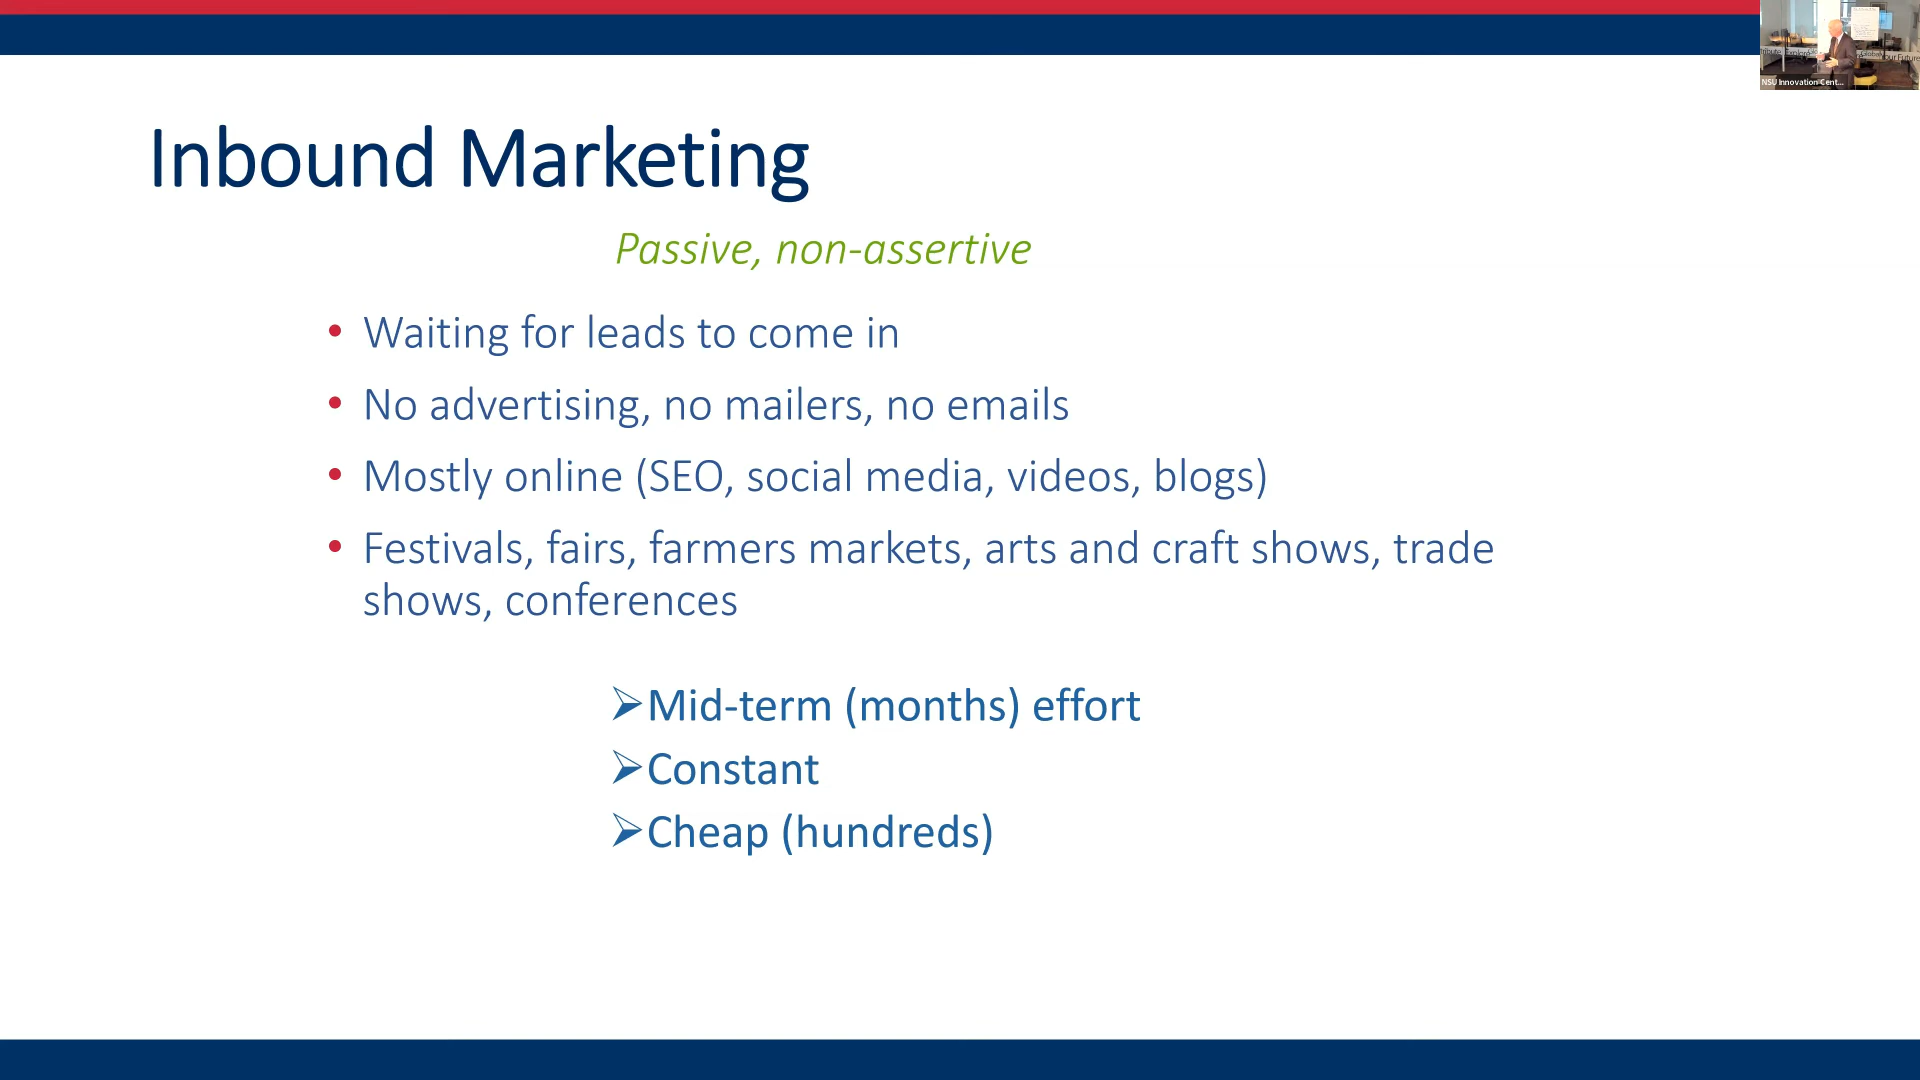 Inbound Marketing
Passive, non-assertive
• Waiting for leads to come in
• No advertising, no mailers, no emails
• Mostly online (SEO, social media, videos, blogs)
• Festivals, fairs, farmers markets, arts and craft shows, trade
shows, conferences
➢Mid-term (months) effort
➢Constant
➢Cheap (hundreds)
NSU Innovation Cent...